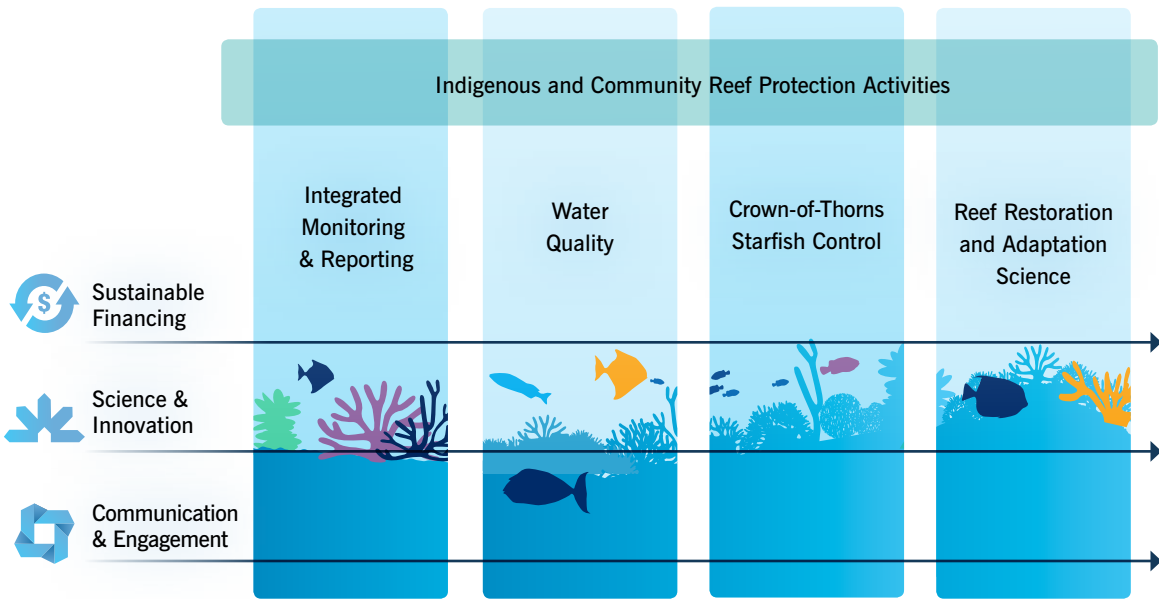 Indigenous and Community Reef Protection Activities
Integrated
Monitoring
& Reporting
Water
Quality
Crown-of-Thorns
Starfish Control
Reef Restoration
and Adaptation
Science
$
Sustainable
Financing
Science &
Innovation
Communication
& Engagement